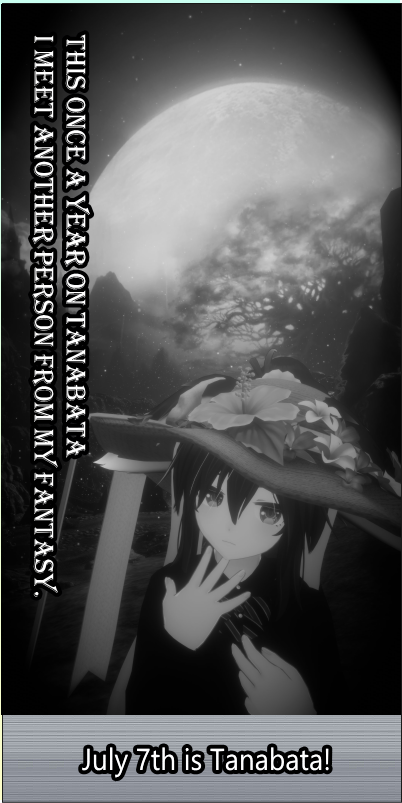 THIS ONCE A YEAR ON TANABATA
I MEET ANOTHER PERSON FROM MY FANTASY.
July 7th is Tanabata!